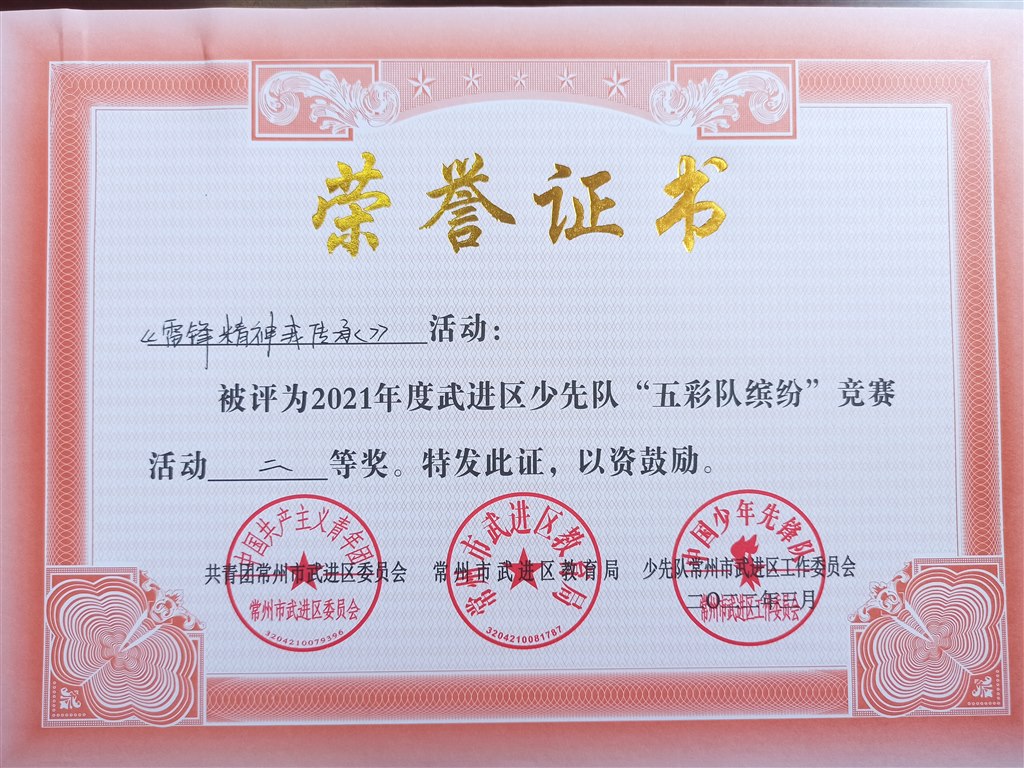 荣誉证书
《雷锋精神我传承》活动：
被评为2021年度武进区少先队“五彩队缤纷”竞赛
活动二等奖。特发此证，以资鼓励。
共青团常州市武进区委员会 常州市武进区教育局 少先队常州市武进区工作委员会
中国共产主义青年团
常州市武进区委员会
3204210079396
常州市武进区教育局
3204210081787
中国少年先锋队
常州市武进区工作委员会